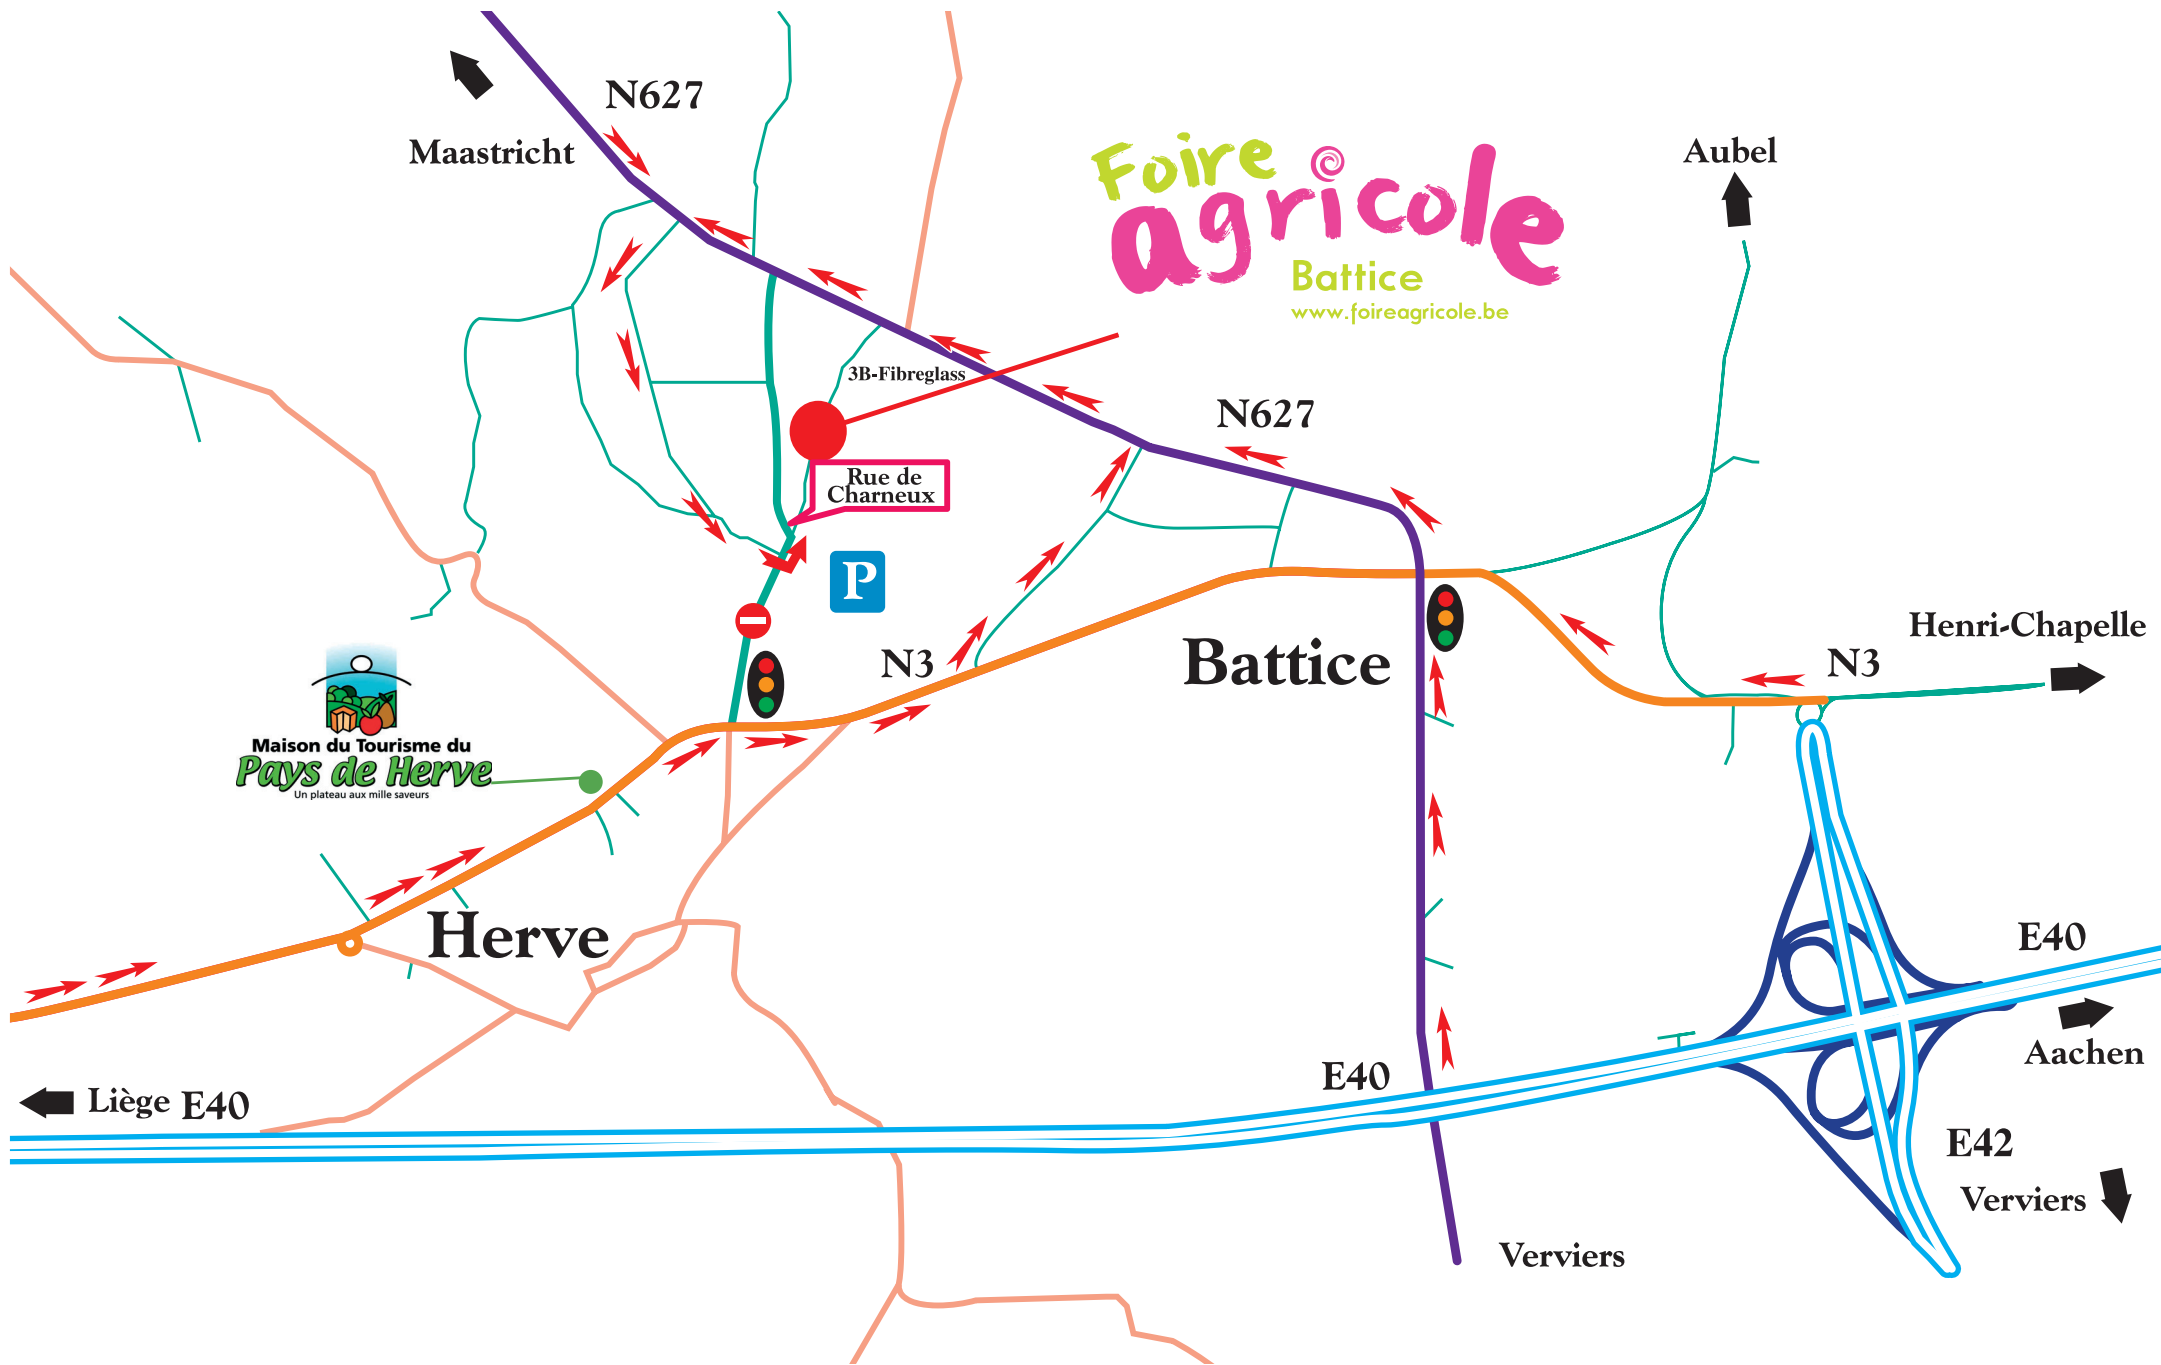 N627
Maastricht
Foire
agricole
Battice
www.foireagricole.be
Aubel
3B-Fibreglass
N627
Rue de
Charneux
P
Henri-Chapelle
N3
N3
Battice
Maison du Tourisme du
Pays de Herve
Un plateau aux mille saveurs
Herve
E40
Aachen
E40
Liège E40
E42
Verviers
Verviers